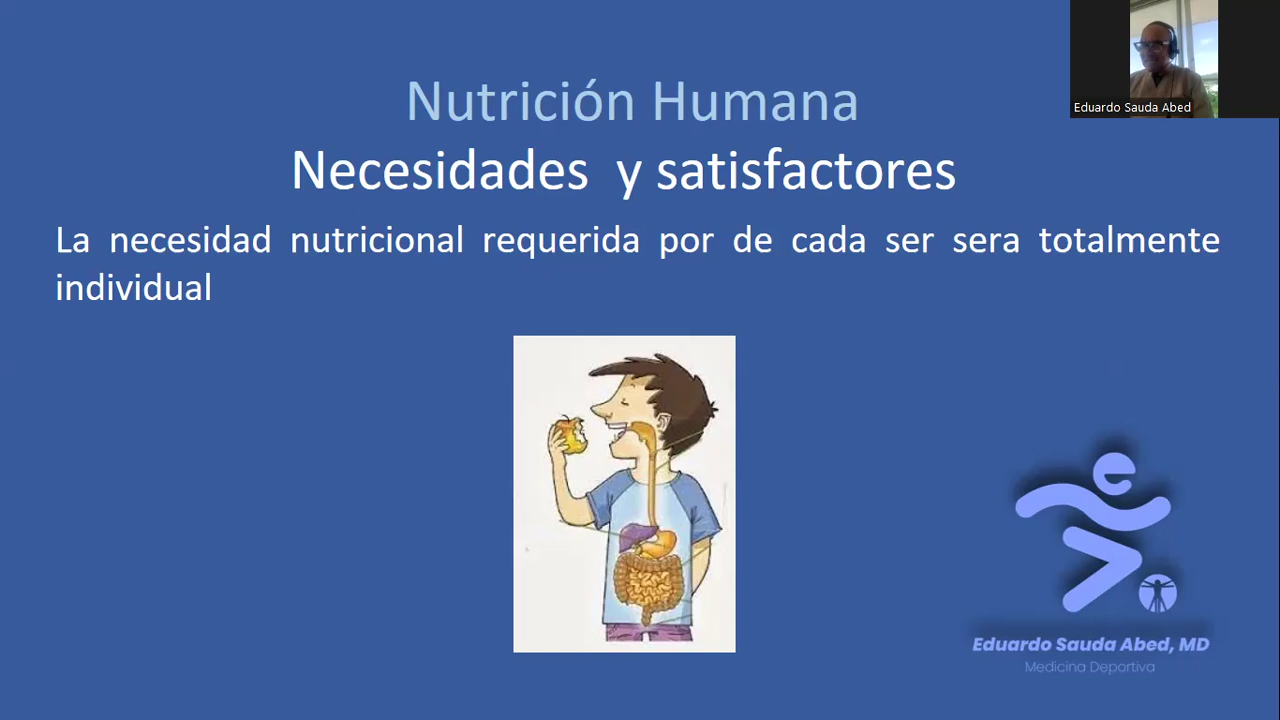 Nutrición Humana
Necesidades y satisfactores
La necesidad nutricional requerida por de cada ser sera totalmente
individual
Eduardo Sauda Abed
Eduardo Sauda Abed, MD
Medicina Deportiva